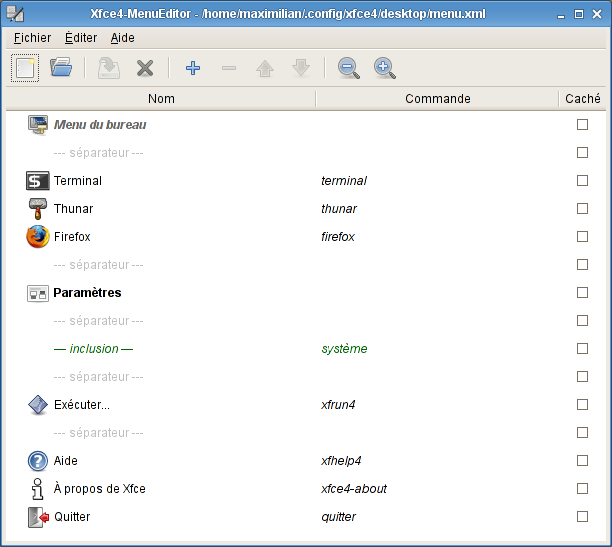 Xfce4-MenuEditor - /home/maximilian/.config/xfce4/desktop/menu.xml
Fichier Éditer Aide
Nom Commande Caché
Menu du bureau
--- séparateur ---
Terminal terminal
Thunar thunar
Firefox firefox
--- séparateur ---
Paramètres
--- séparateur ---
— inclusion — système
--- séparateur ---
Exécuter... xfrun4
--- séparateur ---
Aide xfhelp4
À propos de Xfce xfce4-about
Quitter quitter